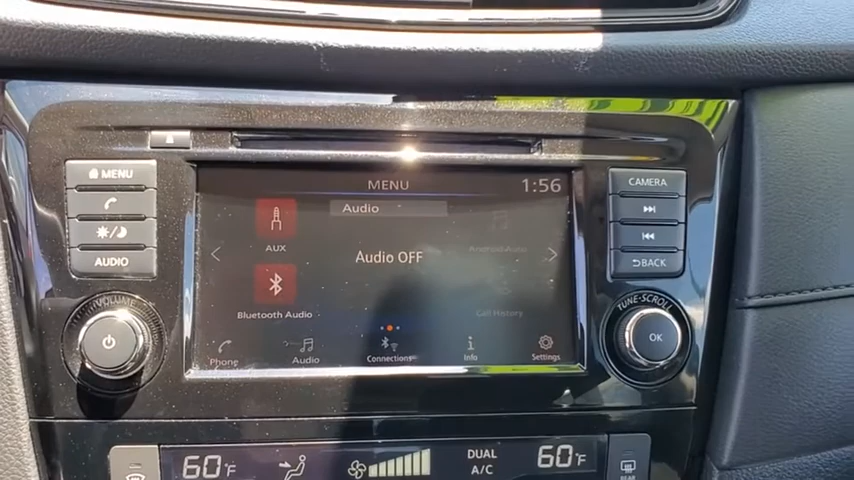 MENU
AUDIO
VOLUME
MENU
1:56
Audio
AUX
Audio OFF
Android Auto
Bluetooth Audio
Call History
Phone
Audio
Connections
Info
Settings
CAMERA
BACK
TUNE·SCROLL
OK
60°F
DUAL
A/C
60°F
REAR